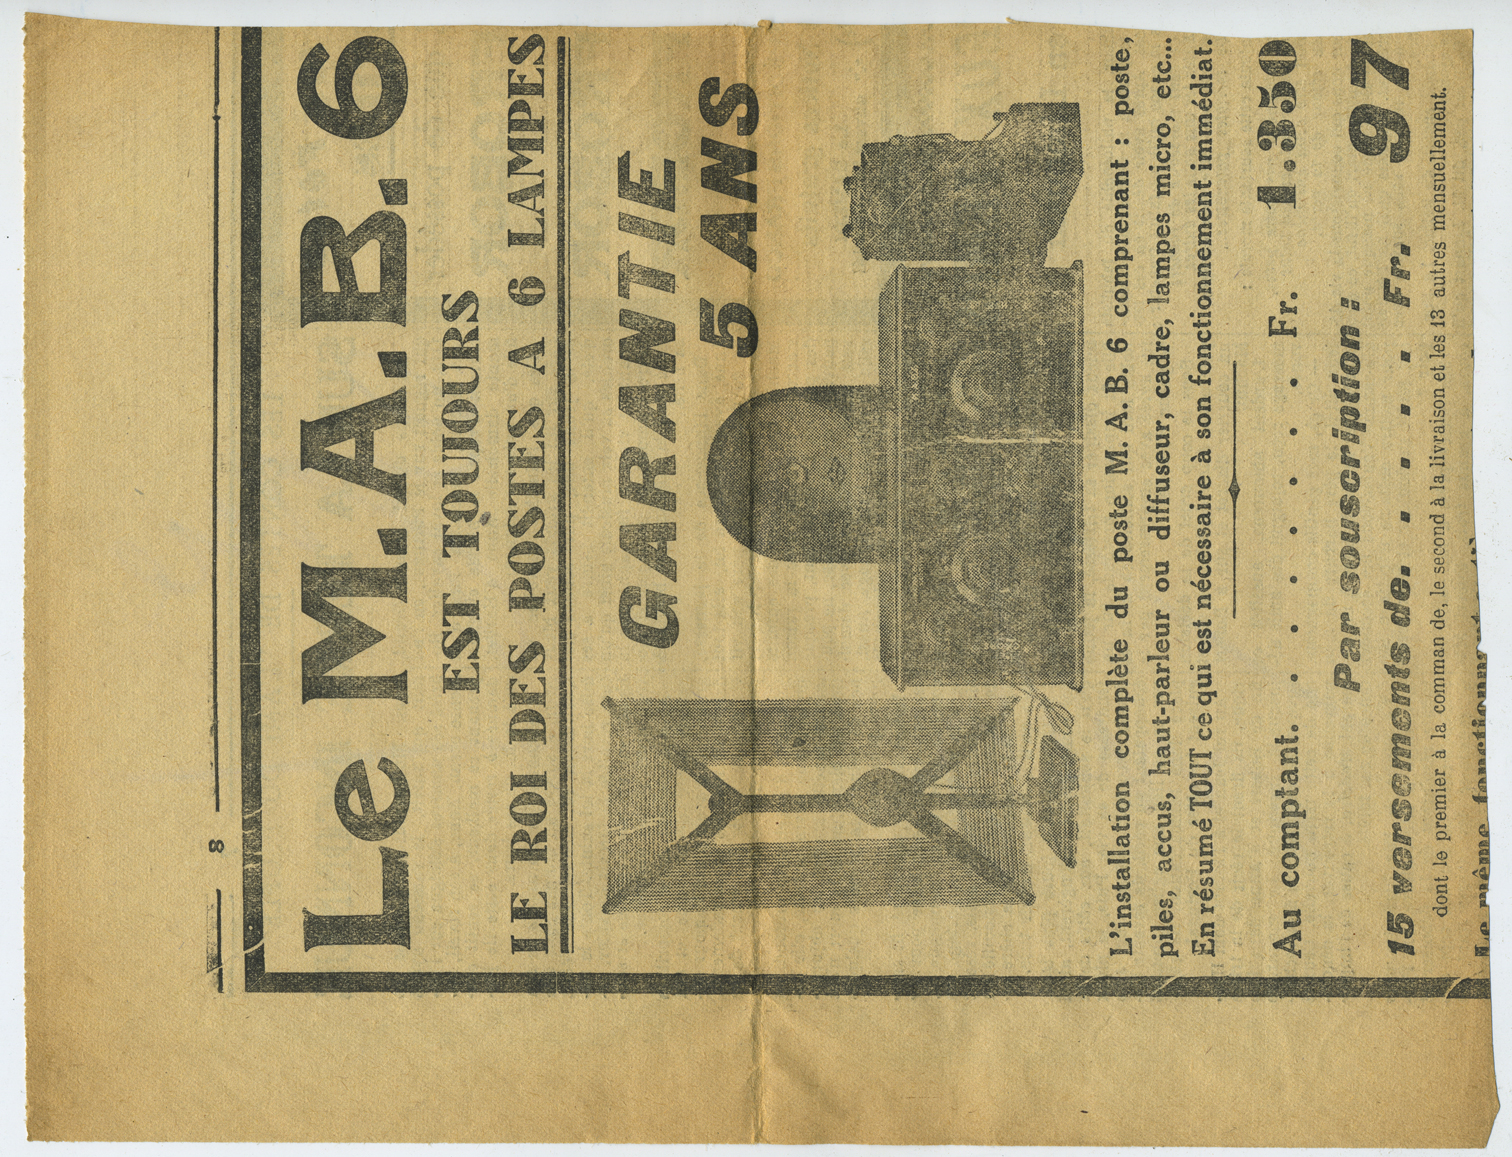 8
Le M.A.B. 6
EST TOUJOURS
LE ROI DES POSTES A 6 LAMPES
GARANTIE
5 ANS
L'installation complète du poste M. A. B. 6 comprenant : poste,
piles, accus, haut-parleur ou diffuseur, cadre, lampes micro, etc...
En résumé TOUT ce qui est nécessaire à son fonctionnement immédiat.
Au comptant. . . . . . . . Fr. 1.350
Par souscription :
15 versements de. . . . . Fr. 97
dont le premier à la comman de, le second à la livraison et les 13 autres mensuellement.
Le même fonctionnant